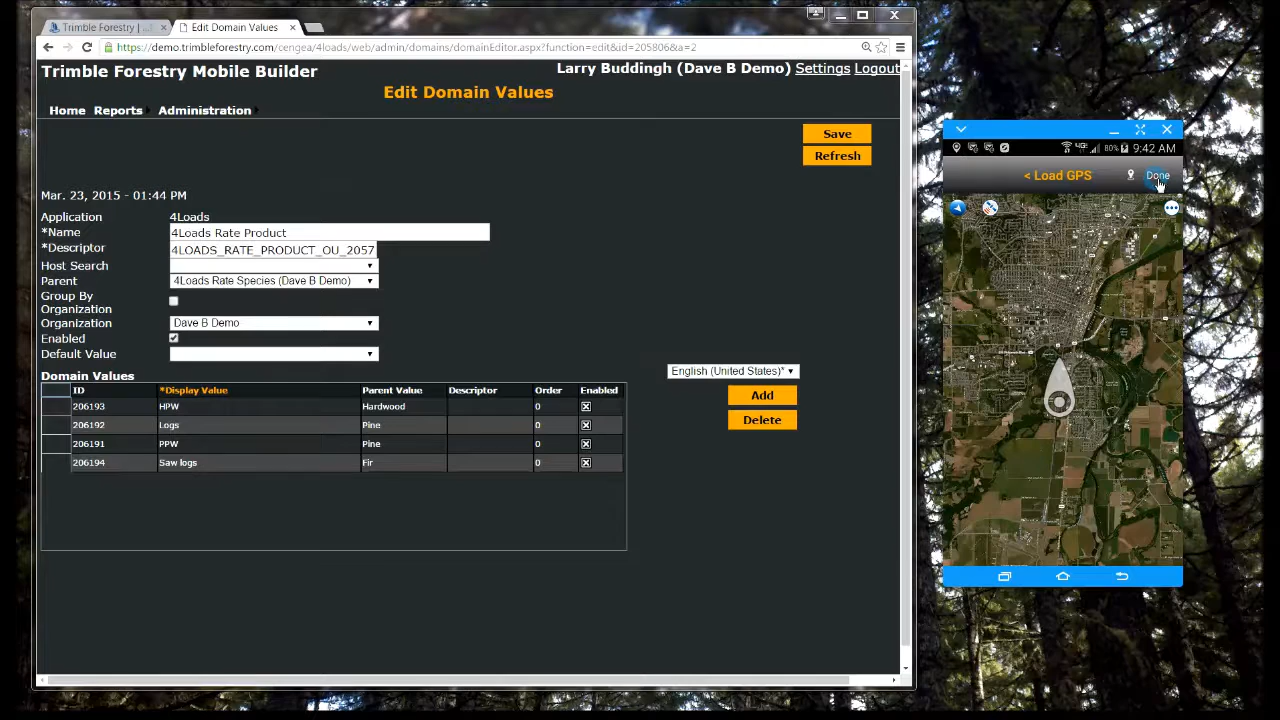 Trimble Forestry | ...
Edit Domain Values
https://demo.trimbleforestry.com/cengea/4loads/web/admin/domains/domainEditor.aspx?function=edit&id=205806&a=2
Trimble Forestry Mobile Builder
Larry Buddingh (Dave B Demo) Settings Logout
Edit Domain Values
Home Reports Administration
Save
Refresh
Mar. 23, 2015 - 01:44 PM
Application 4Loads
*Name 4Loads Rate Product
*Descriptor 4LOADS_RATE_PRODUCT_OU_2057
Host Search
Parent 4Loads Rate Species (Dave B Demo)
Group By
Organization
Organization Dave B Demo
Enabled
Default Value
Domain Values
English (United States)*
ID *Display Value Parent Value Descriptor Order Enabled
206193 HPW Hardwood 0
206192 Logs Pine 0
206191 PPW Pine 0
206194 Saw logs Fir 0
Add
Delete
4G 80% 9:42 AM
< Load GPS Done